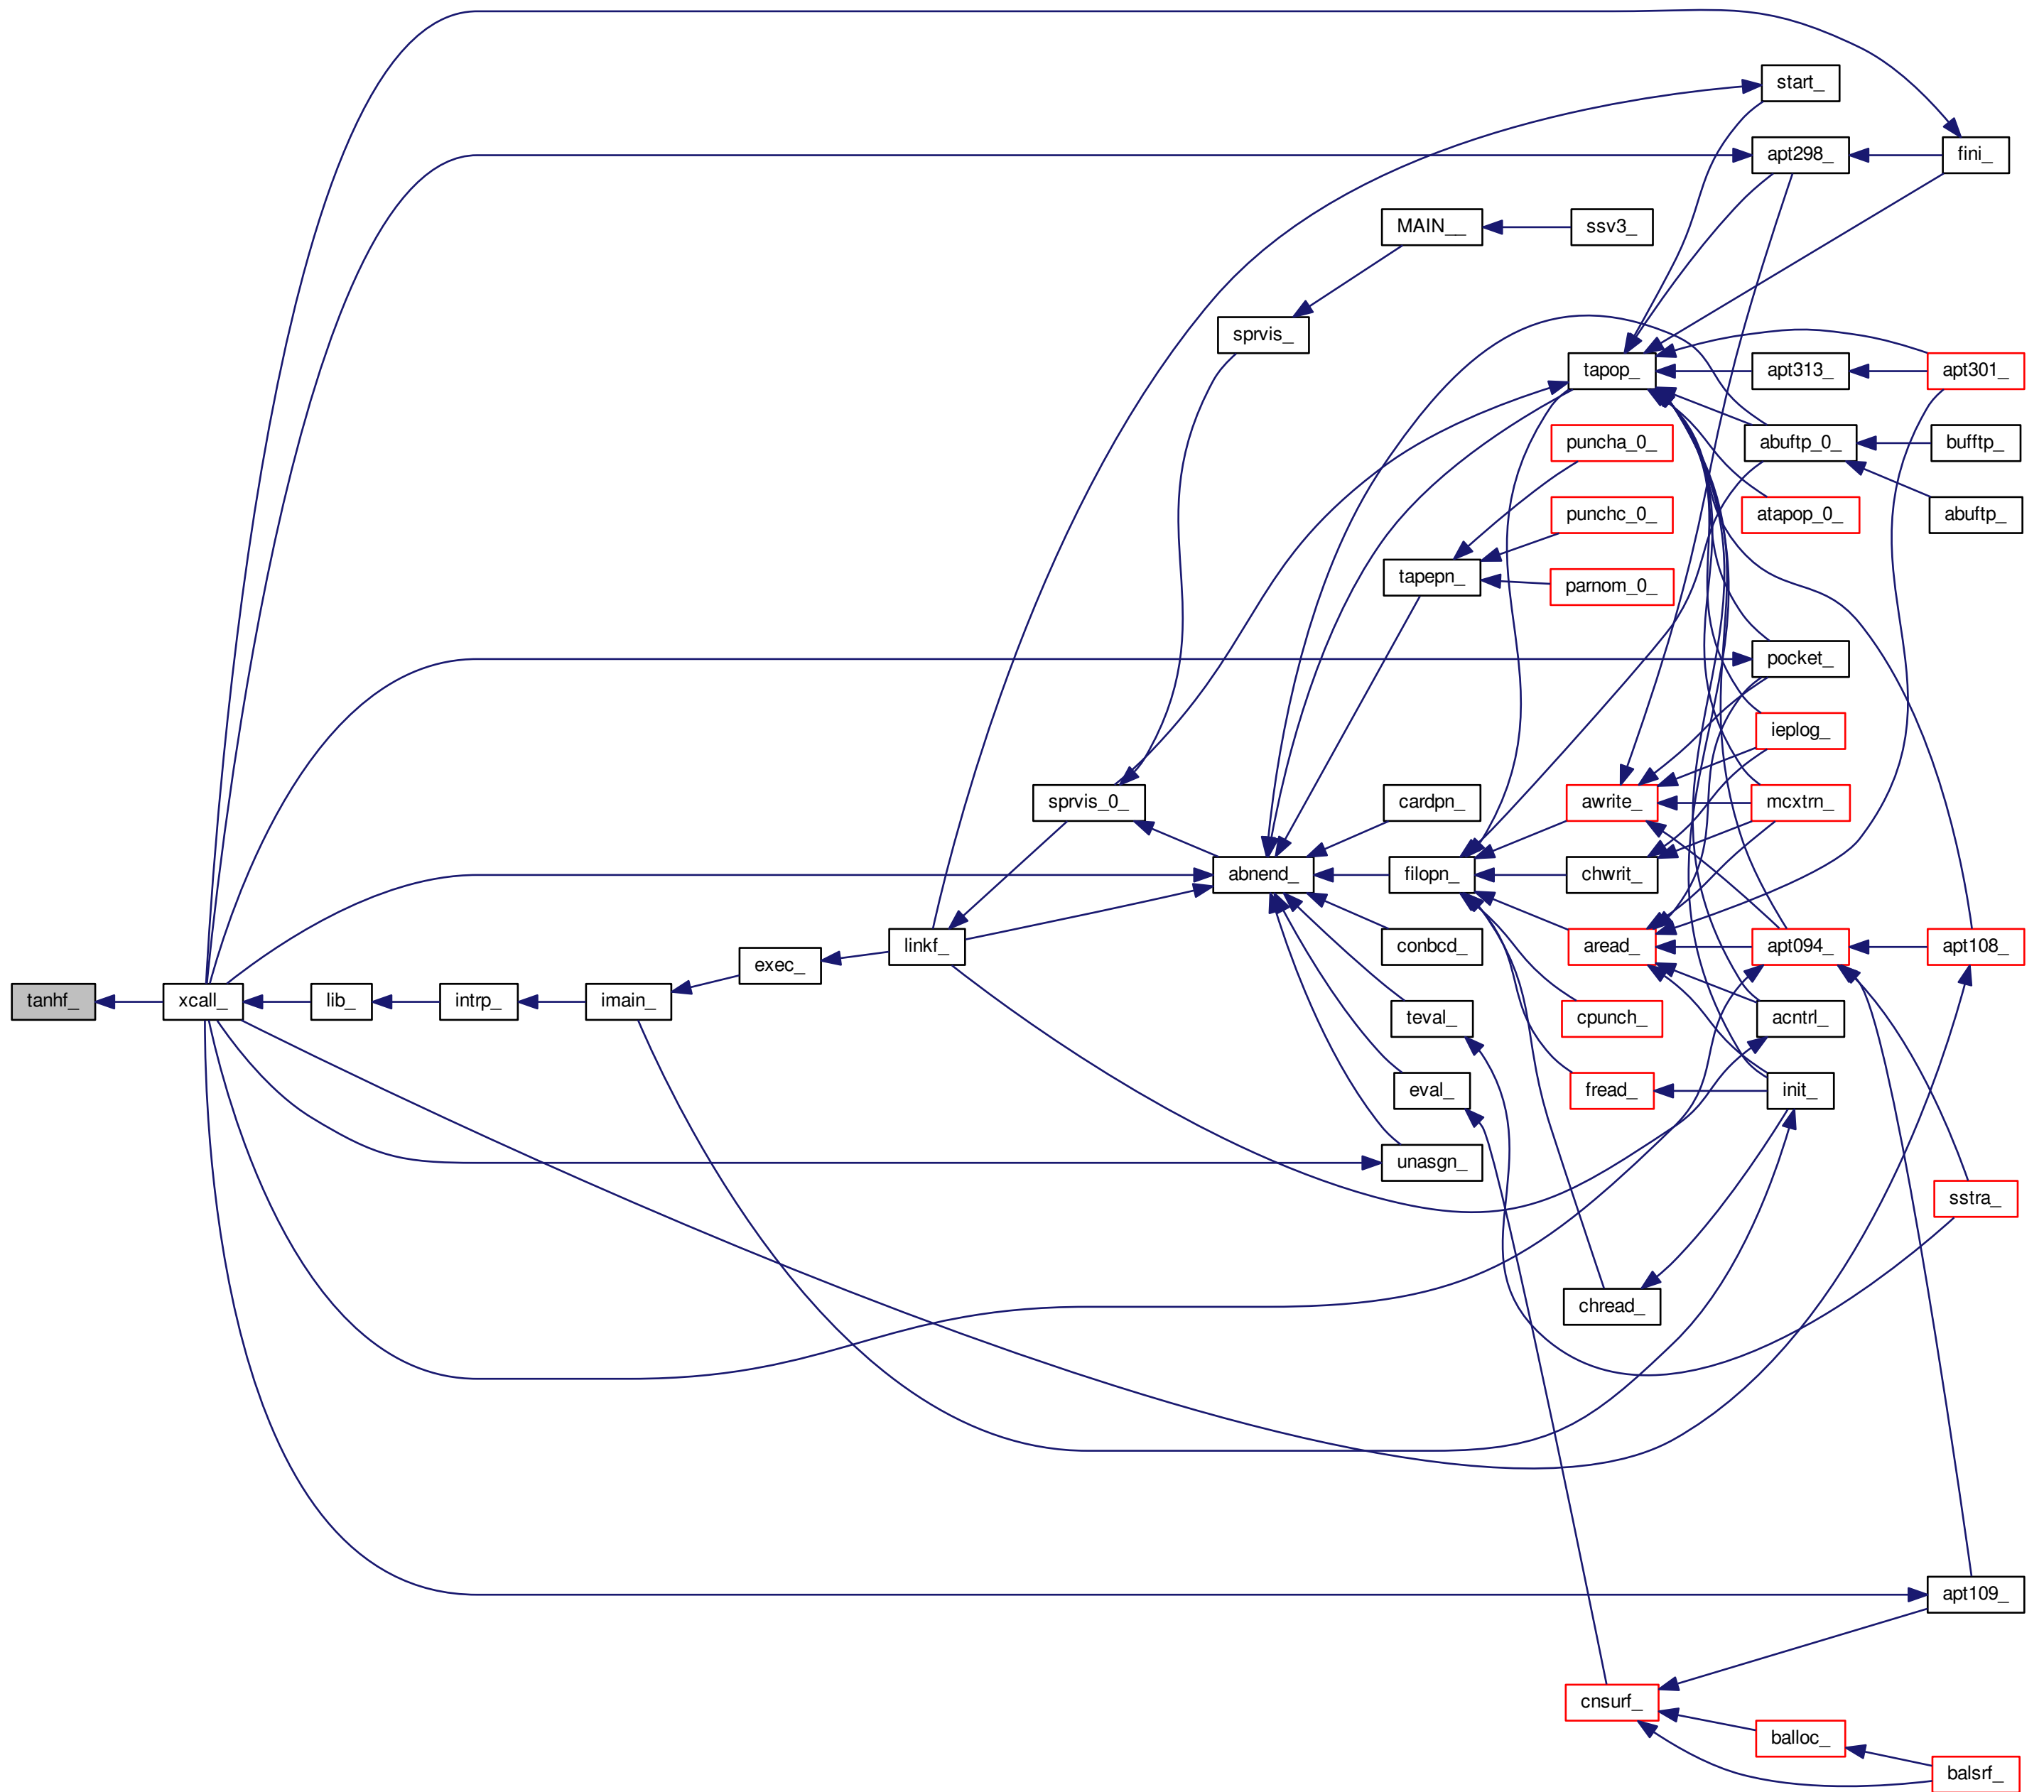 start_
apt298_
fini_
MAIN__
ssv3_
sprvis_
tapop_
apt313_
apt301_
puncha_0_
abuftp_0_
bufftp_
punchc_0_
atapop_0_
abuftp_
tapepn_
parnom_0_
pocket_
ieplog_
sprvis_0_
cardpn_
awrite_
mcxtrn_
abnend_
filopn_
chwrit_
linkf_
conbcd_
aread_
apt094_
apt108_
exec_
tanhf_
xcall_
lib_
intrp_
imain_
teval_
cpunch_
acntrl_
eval_
fread_
init_
unasgn_
sstra_
chread_
apt109_
cnsurf_
balloc_
balsrf_